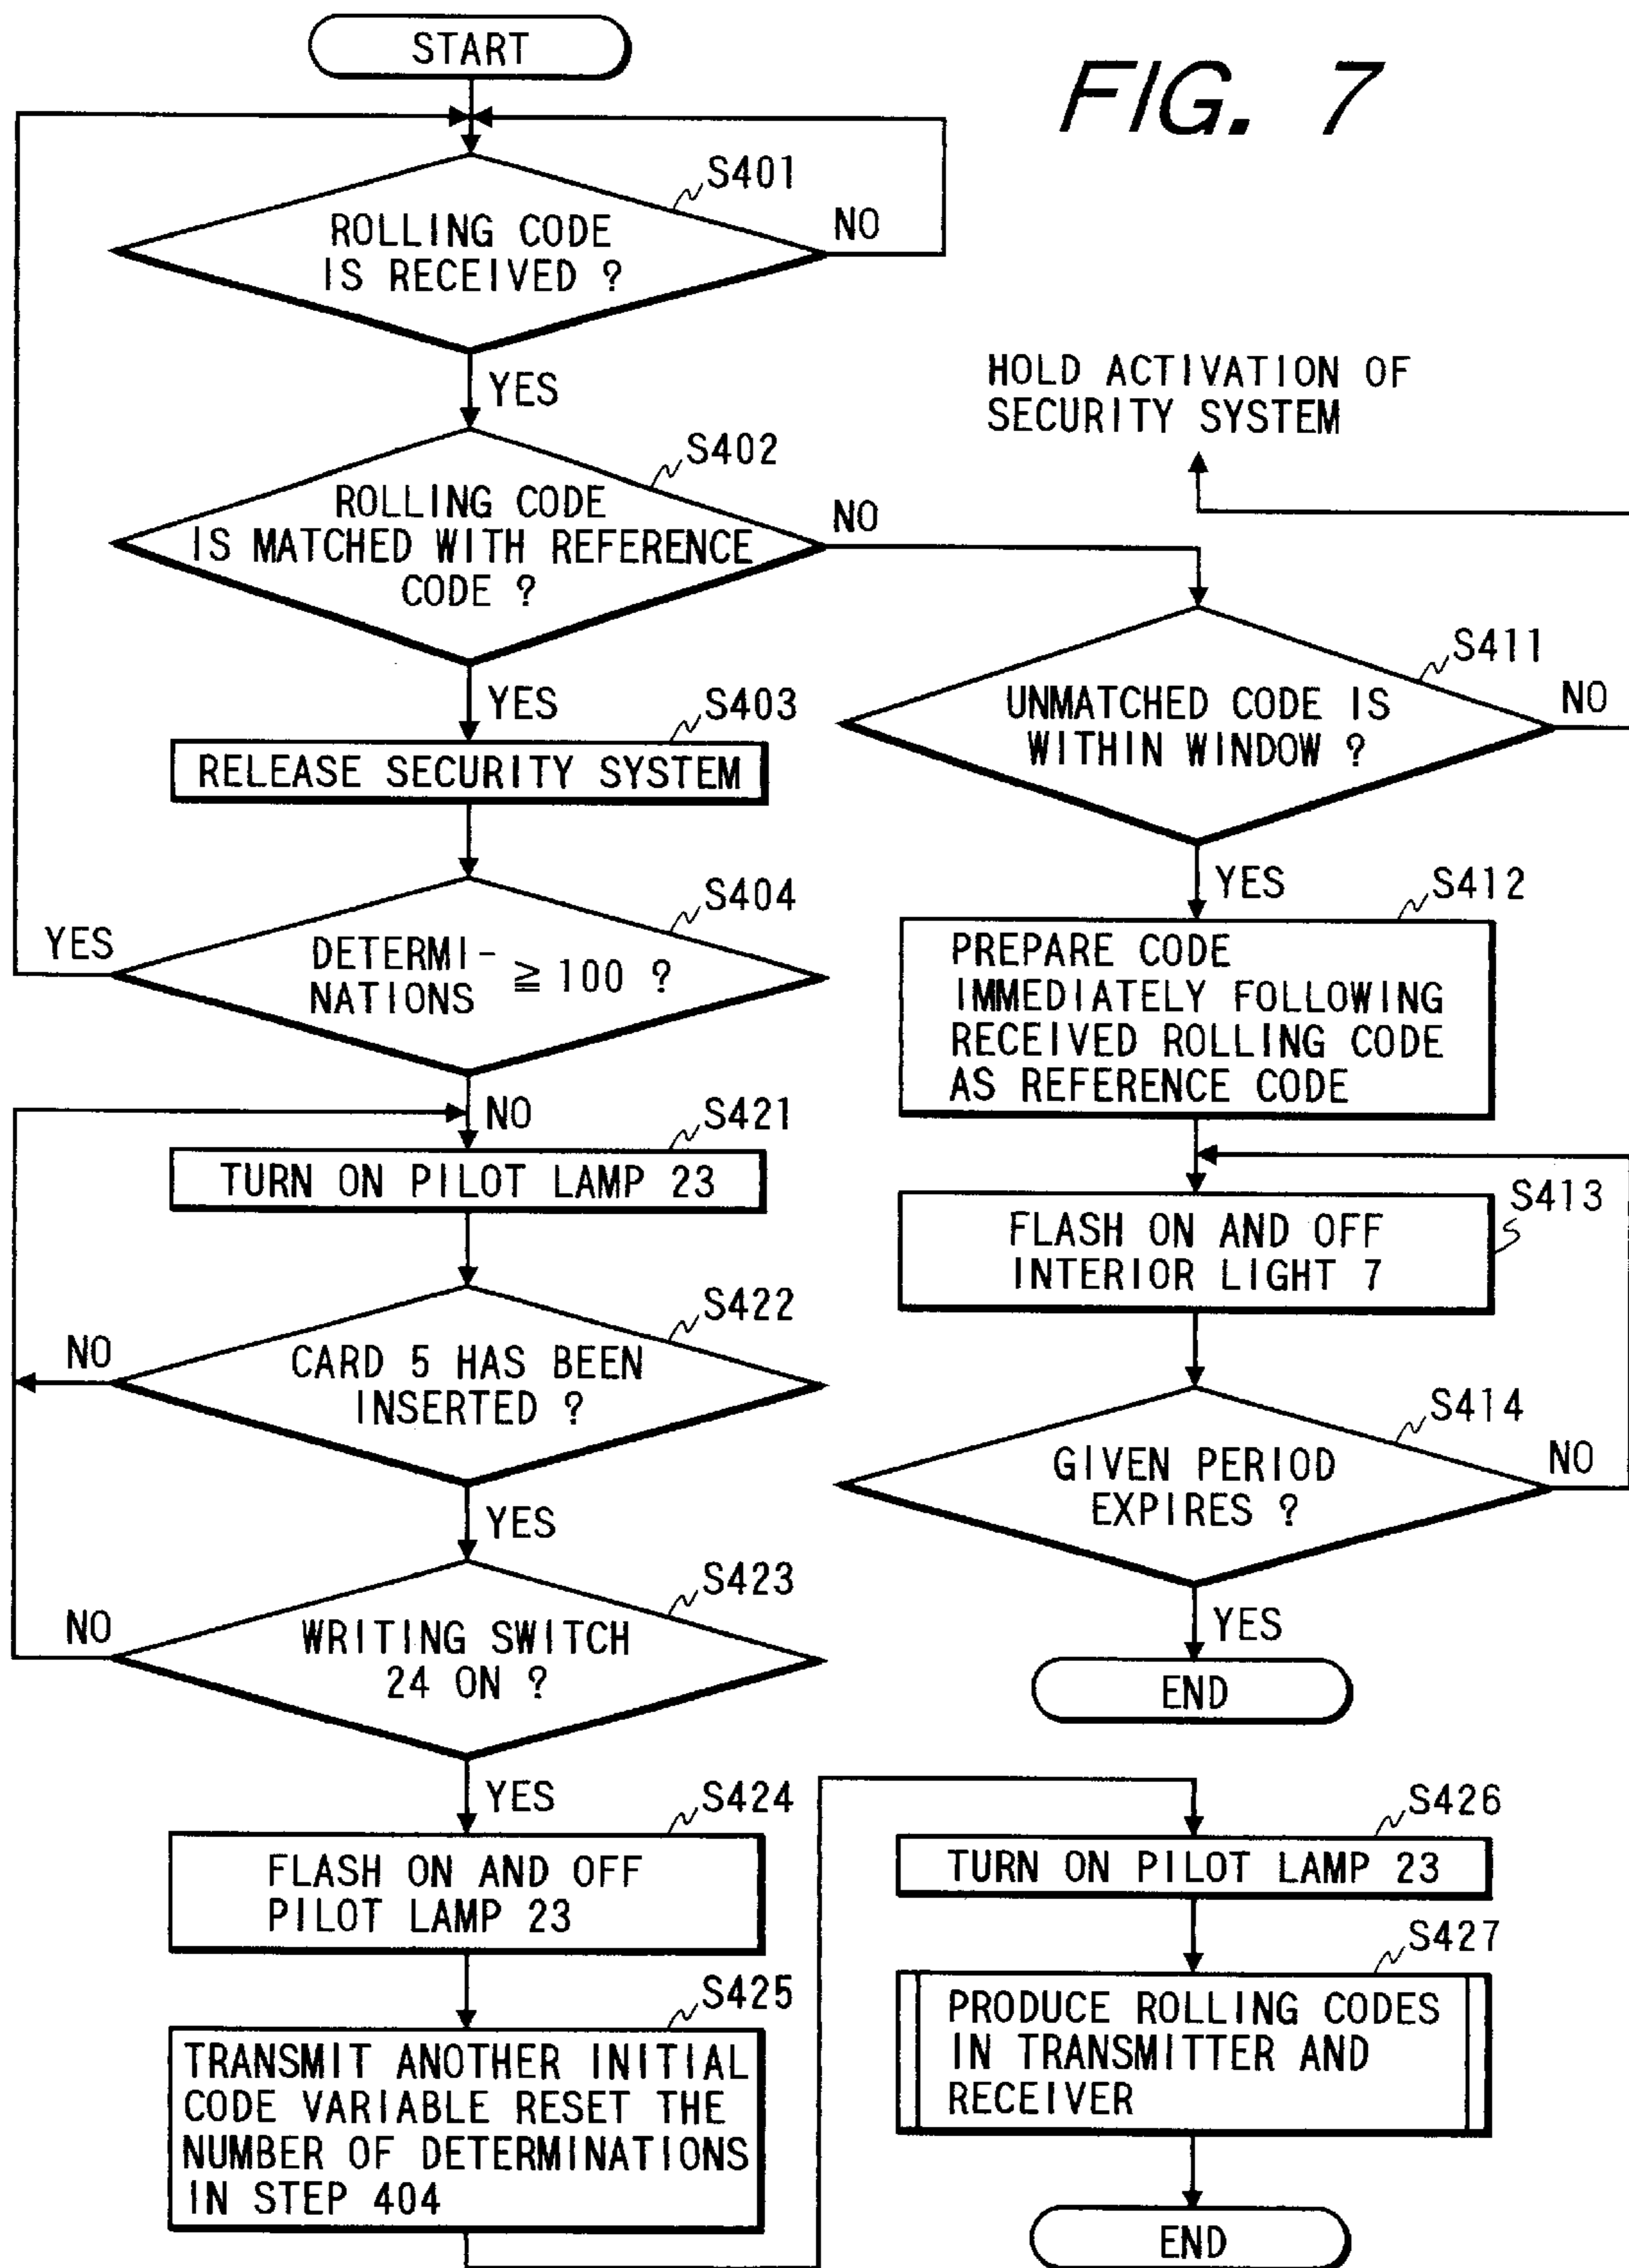 FIG. 7
START
S401
ROLLING CODE
IS RECEIVED ?
NO
YES
S402
ROLLING CODE
IS MATCHED WITH REFERENCE
CODE ?
NO
YES
S403
RELEASE SECURITY SYSTEM
S404
DETERMI-
NATIONS ≧ 100 ?
YES
NO
S421
TURN ON PILOT LAMP 23
S422
CARD 5 HAS BEEN
INSERTED ?
NO
YES
S423
WRITING SWITCH
24 ON ?
NO
YES
S424
FLASH ON AND OFF
PILOT LAMP 23
S425
TRANSMIT ANOTHER INITIAL
CODE VARIABLE RESET THE
NUMBER OF DETERMINATIONS
IN STEP 404
HOLD ACTIVATION OF
SECURITY SYSTEM
S411
UNMATCHED CODE IS
WITHIN WINDOW ?
NO
YES
S412
PREPARE CODE
IMMEDIATELY FOLLOWING
RECEIVED ROLLING CODE
AS REFERENCE CODE
S413
FLASH ON AND OFF
INTERIOR LIGHT 7
S414
GIVEN PERIOD
EXPIRES ?
NO
YES
END
S426
TURN ON PILOT LAMP 23
S427
PRODUCE ROLLING CODES
IN TRANSMITTER AND
RECEIVER
END